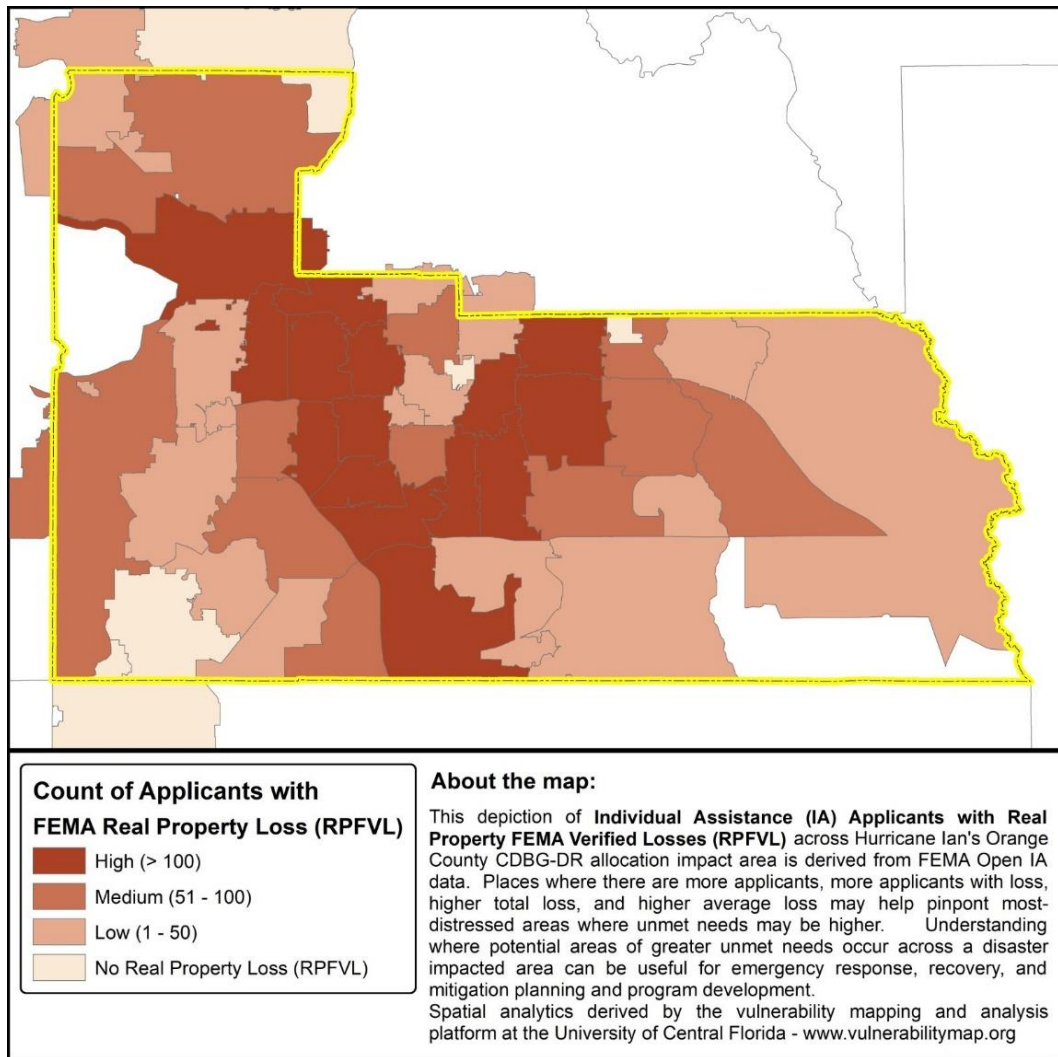 Count of Applicants with
FEMA Real Property Loss (RPFVL)
High (> 100)
Medium (51 - 100)
Low (1 - 50)
No Real Property Loss (RPFVL)
About the map:
This depiction of Individual Assistance (IA) Applicants with Real
Property FEMA Verified Losses (RPFVL) across Hurricane Ian's Orange
County CDBG-DR allocation impact area is derived from FEMA Open IA
data. Places where there are more applicants, more applicants with loss,
higher total loss, and higher average loss may help pinpont most-
distressed areas where unmet needs may be higher. Understanding
where potential areas of greater unmet needs occur across a disaster
impacted area can be useful for emergency response, recovery, and
mitigation planning and program development.
Spatial analytics derived by the vulnerability mapping and analysis
platform at the University of Central Florida - www.vulnerabilitymap.org